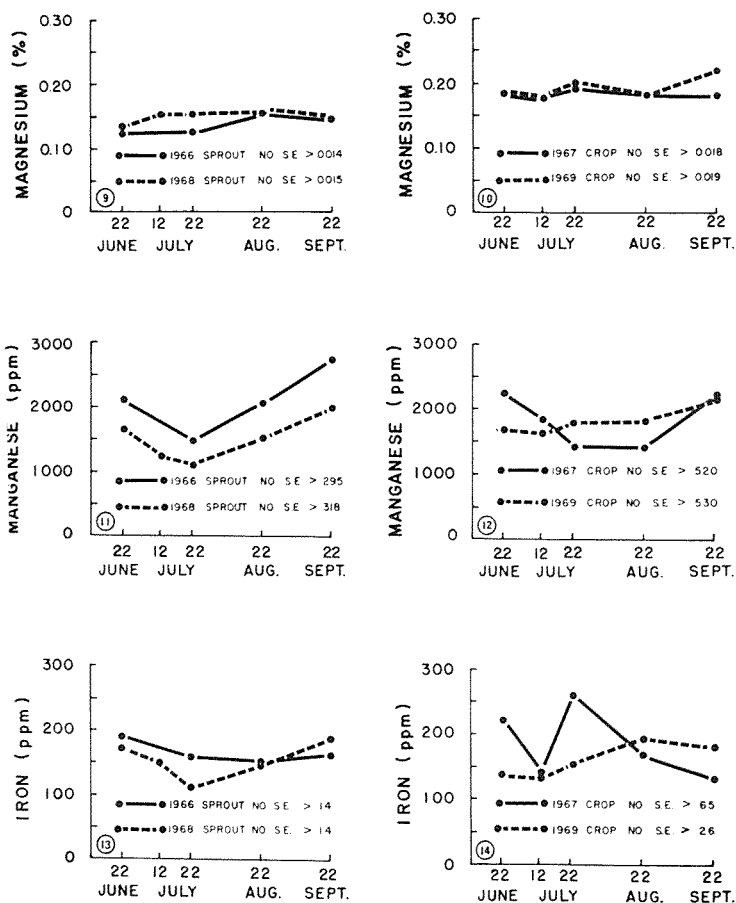 MAGNESIUM (%)
0.30
0.20
0.10
0
1966 SPROUT NO S.E. > .0014
1968 SPROUT NO S.E. > .0015
9
22 12 22 22 22
JUNE JULY AUG. SEPT.
MAGNESIUM (%)
0.30
0.20
0.10
0
1967 CROP NO S.E. > .0018
1969 CROP NO S.E. > .0019
10
22 12 22 22 22
JUNE JULY AUG. SEPT.
MANGANESE (ppm)
3000
2000
1000
0
1966 SPROUT NO S.E > 295
1968 SPROUT NO S.E > 318
11
22 12 22 22 22
JUNE JULY AUG. SEPT.
MANGANESE (ppm)
3000
2000
1000
0
1967 CROP NO S.E. > 520
1969 CROP NO S.E. > 530
12
22 12 22 22 22
JUNE JULY AUG. SEPT.
IRON (ppm)
300
200
100
0
1966 SPROUT NO S.E. > 14
1968 SPROUT NO S.E. > 14
13
22 12 22 22 22
JUNE JULY AUG. SEPT.
IRON (ppm)
300
200
100
0
1967 CROP NO S.E. > 65
1969 CROP NO S.E. > 26
14
22 12 22 22 22
JUNE JULY AUG. SEPT.